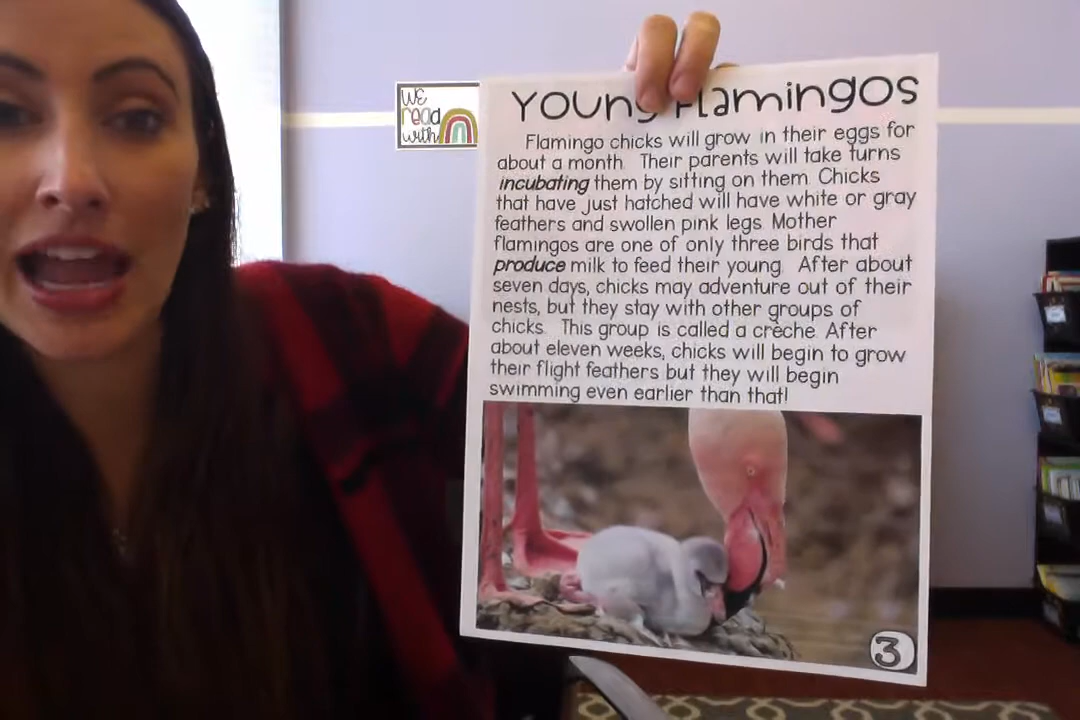 We
read
with
Young Flamingos
Flamingo chicks will grow in their eggs for
about a month. Their parents will take turns
incubating them by sitting on them. Chicks
that have just hatched will have white or gray
feathers and swollen pink legs. Mother
flamingos are one of only three birds that
produce milk to feed their young. After about
seven days, chicks may adventure out of their
nests, but they stay with other groups of
chicks. This group is called a crèche. After
about eleven weeks, chicks will begin to grow
their flight feathers but they will begin
swimming even earlier than that!
3